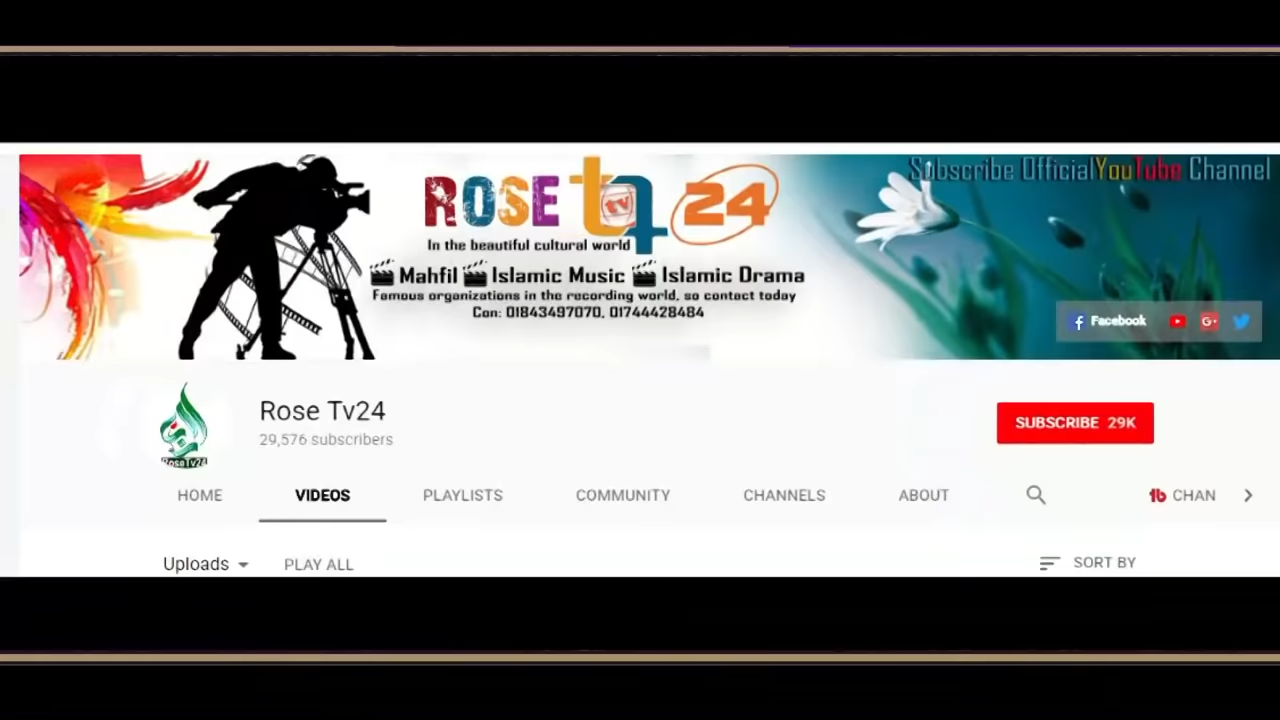 Subscribe OfficialYouTube Channel
ROSE tv 24
In the beautiful cultural world
Mahfil Islamic Music Islamic Drama
Famous organizations in the recording world, so contact today
Con: 01843497070, 01744428484
Facebook
Rose Tv24
29,576 subscribers
SUBSCRIBE 29K
RoseTv24
HOME VIDEOS PLAYLISTS COMMUNITY CHANNELS ABOUT CHAN
Uploads PLAY ALL SORT BY